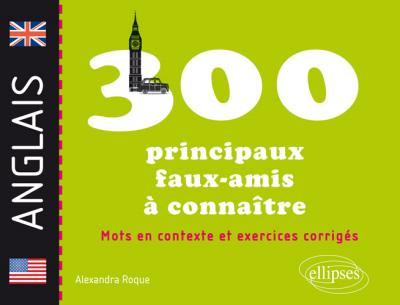 ANGLAIS
300
principaux
faux-amis
à connaître
Mots en contexte et exercices corrigés
Alexandra Roque
ellipses